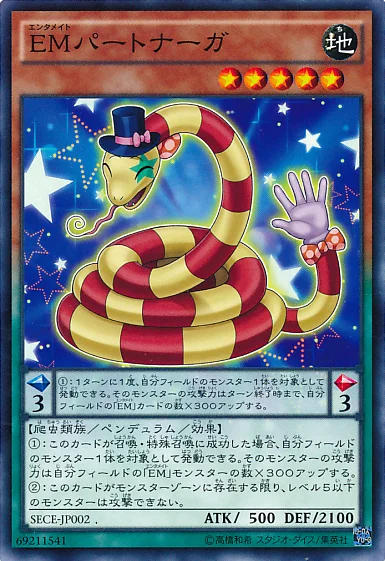 エンタメイト
EMパートナーガ
ち
地
①:1ターンに1度、自分フィールドのモンスター1体を対象として
発動できる。そのモンスターの攻撃力はターン終了時まで、自分
フィールドの「EM」カードの数×300アップする。
3
3
【爬虫類族/ペンデュラム/効果】
①:このカードが召喚・特殊召喚に成功した場合、自分フィールド
のモンスター1体を対象として発動できる。そのモンスターの攻撃
力は自分フィールドの「EM」モンスターの数×300アップする。
②:このカードがモンスターゾーンに存在する限り、レベル5以下
のモンスターは攻撃できない。
SECE-JP002
ATK/ 500 DEF/2100
69211541
©高橋和希 スタジオ・ダイス/集英社